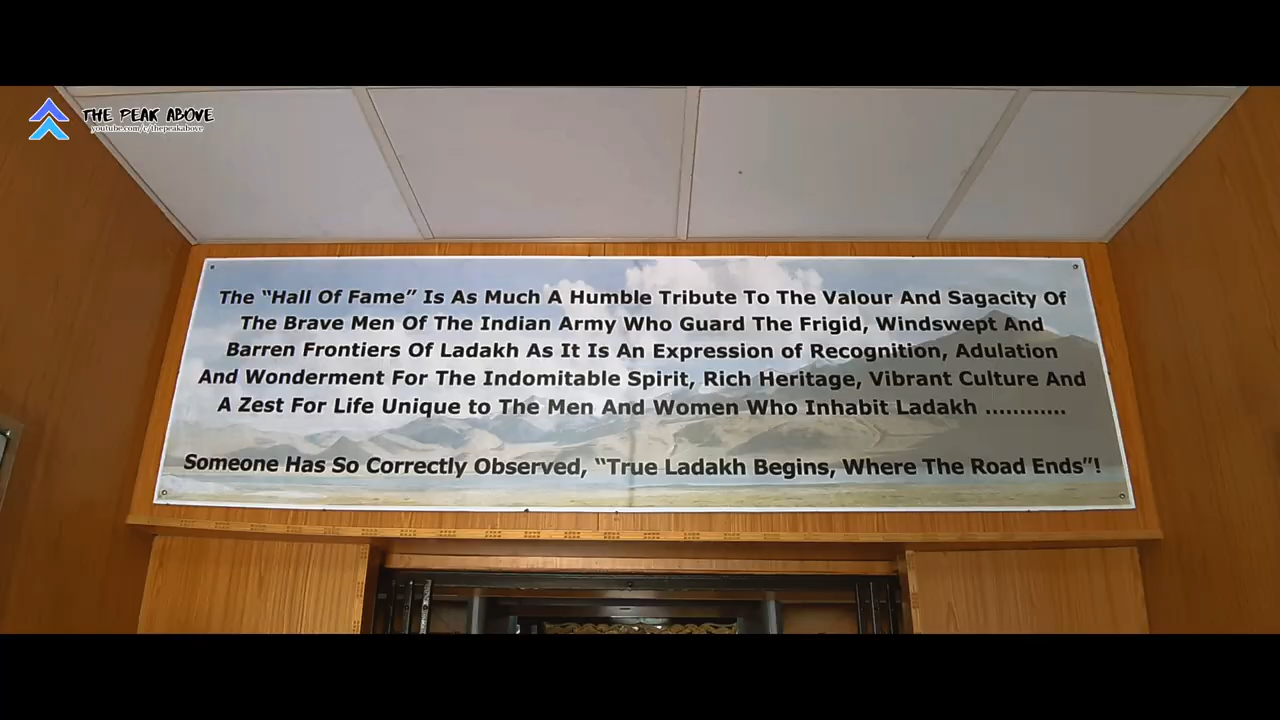 THE PEAK ABOVE
youtube.com/c/thepeakabove
The “Hall Of Fame” Is As Much A Humble Tribute To The Valour And Sagacity Of
The Brave Men Of The Indian Army Who Guard The Frigid, Windswept And
Barren Frontiers Of Ladakh As It Is An Expression of Recognition, Adulation
And Wonderment For The Indomitable Spirit, Rich Heritage, Vibrant Culture And
A Zest For Life Unique to The Men And Women Who Inhabit Ladakh ............
Someone Has So Correctly Observed, “True Ladakh Begins, Where The Road Ends”!